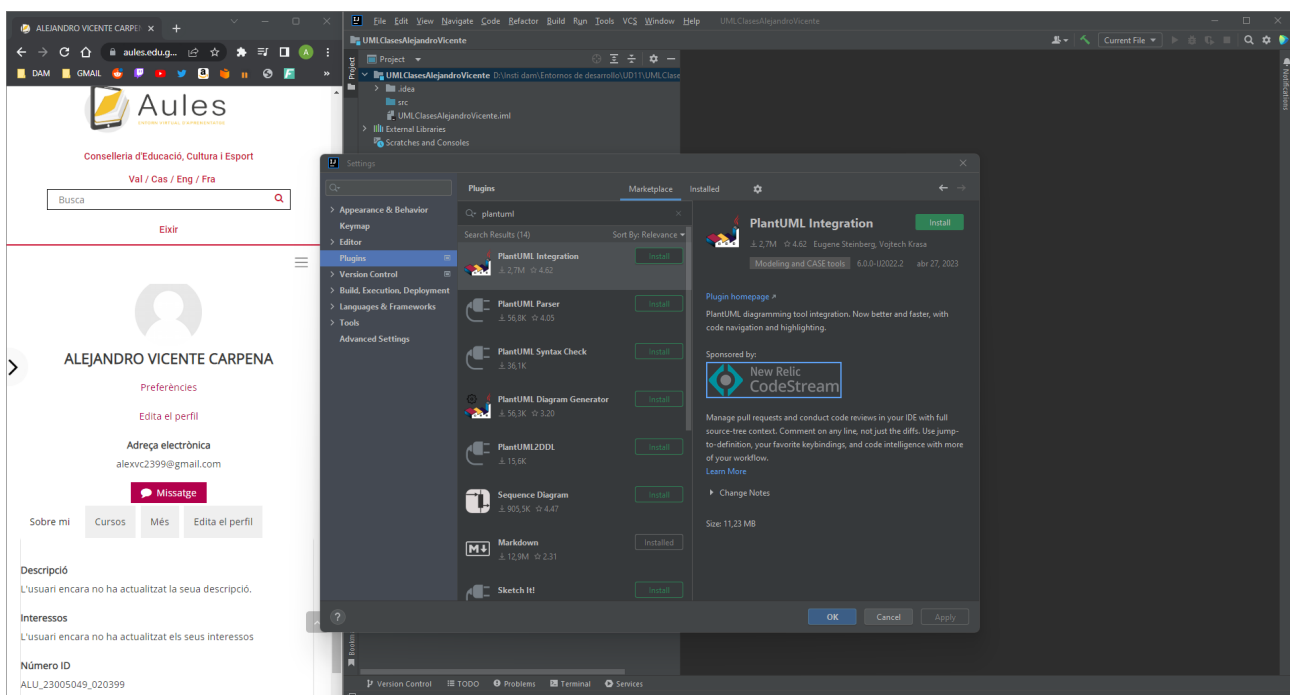 ALEJANDRO VICENTE CARPE
aules.edu.g...
DAM
GMAIL
Aules
Conselleria d'Educació, Cultura i Esport
Val / Cas / Eng / Fra
Busca
Eixir
ALEJANDRO VICENTE CARPENA
Preferències
Edita el perfil
Adreça electrònica
alexvc2399@gmail.com
Missatge
Sobre mi Cursos Més Edita el perfil
Descripció
L'usuari encara no ha actualitzat la seua descripció.
Interessos
L'usuari encara no ha actualitzat els seus interessos
Número ID
ALU_23005049_020399
File Edit View Navigate Code Refactor Build Run Tools VCS Window Help UMLClasesAlejandroVicente
UMLClasesAlejandroVicente
Current File
Project
Project
UMLClasesAlejandroVicente D:\Insti dam\Entornos de desarrollo\UD11\UMLClase
.idea
src
UMLClasesAlejandroVicente.iml
External Libraries
Scratches and Consoles
Notifications
Settings
Appearance & Behavior
Keymap
Editor
Plugins
Version Control
Build, Execution, Deployment
Languages & Frameworks
Tools
Advanced Settings
Plugins Marketplace Installed
plantuml
Search Results (14) Sort By: Relevance
PlantUML Integration Install
2,7M 4.62
PlantUML Parser Install
56,8K 4.05
PlantUML Syntax Check Install
36,1K
PlantUML Diagram Generator Install
56,3K 3.20
PlantUML2DDL Install
15,6K
Sequence Diagram Install
905,5K 4.47
Markdown Installed
12,9M 2.31
Sketch It! Install
PlantUML Integration Install
2,7M 4.62 Eugene Steinberg, Vojtech Krasa
Modeling and CASE tools 6.0.0-IJ2022.2 abr 27, 2023
Plugin homepage
PlantUML diagramming tool integration. Now better and faster, with
code navigation and highlighting.
Sponsored by:
New Relic
CodeStream
Manage pull requests and conduct code reviews in your IDE with full
source-tree context. Comment on any line, not just the diffs. Use jump-
to-definition, your favorite keybindings, and code intelligence with more
of your workflow.
Learn More
Change Notes
Size: 11,23 MB
OK Cancel Apply
Version Control TODO Problems Terminal Services